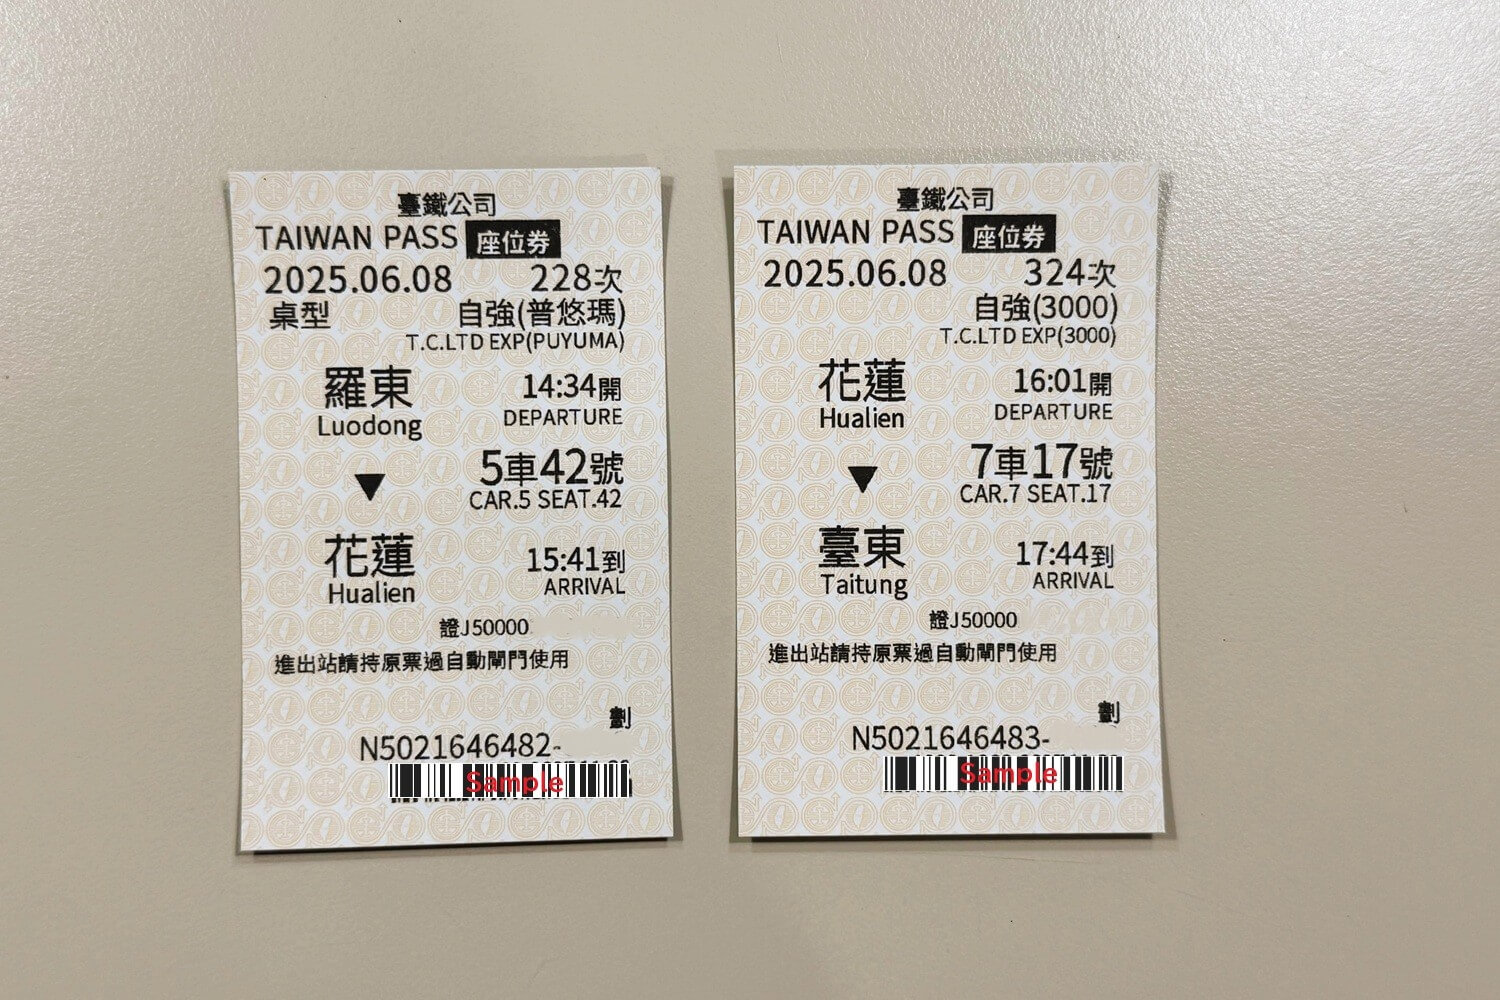 臺鐵公司
TAIWAN PASS 座位券
2025.06.08 228次
桌型 自強(普悠瑪)
T.C.LTD EXP(PUYUMA)
羅東 14:34開
Luodong DEPARTURE
5車42號
CAR.5 SEAT.42
花蓮 15:41到
Hualien ARRIVAL
證J50000
進出站請持原票過自動閘門使用
劃
N5021646482-
Sample
臺鐵公司
TAIWAN PASS 座位券
2025.06.08 324次
自強(3000)
T.C.LTD EXP(3000)
花蓮 16:01開
Hualien DEPARTURE
7車17號
CAR.7 SEAT.17
臺東 17:44到
Taitung ARRIVAL
證J50000
進出站請持原票過自動閘門使用
劃
N5021646483-
Sample